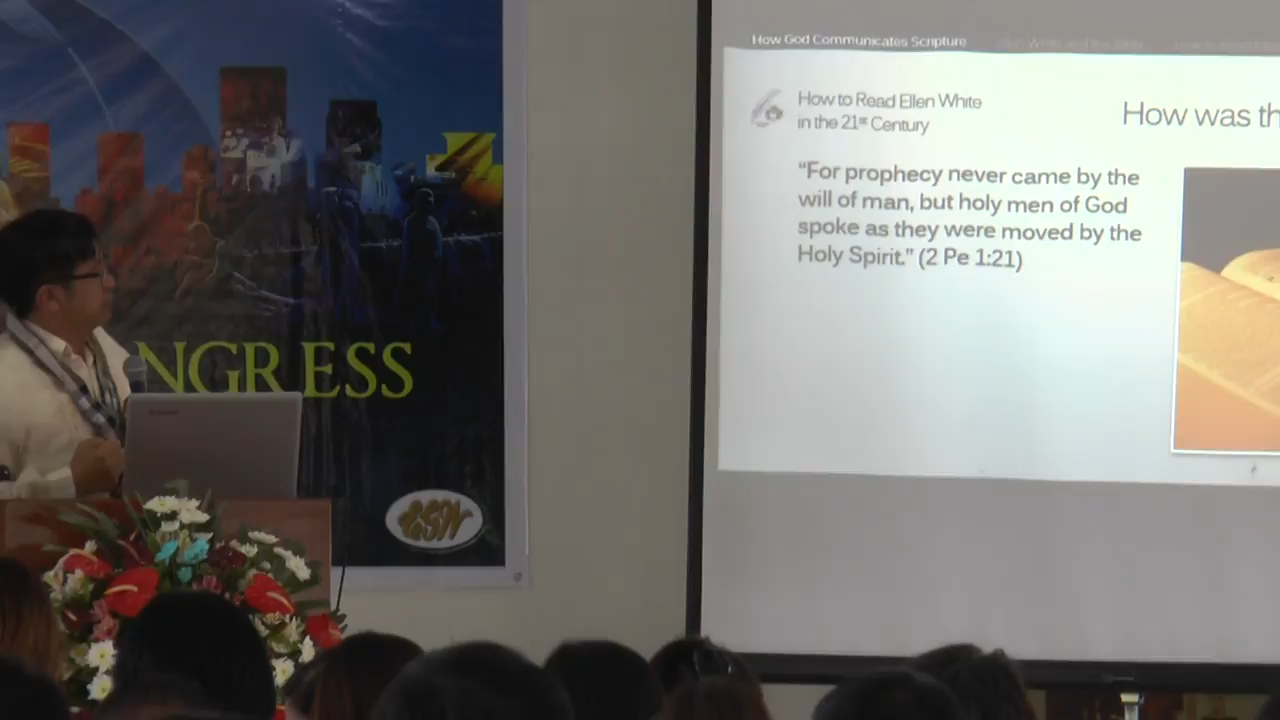 NGRESS
How God Communicates Scripture
How to Read Ellen White
in the 21st Century
How was th
“For prophecy never came by the
will of man, but holy men of God
spoke as they were moved by the
Holy Spirit.” (2 Pe 1:21)